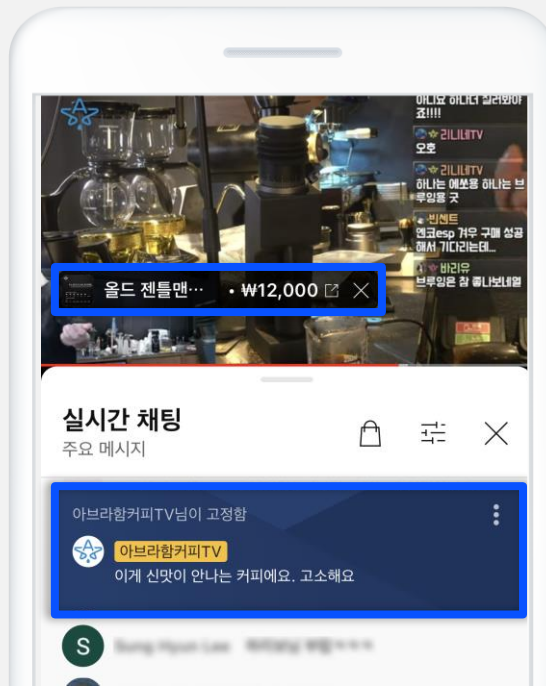 아니요 하나더 질러봐야
죠!!!!
리니네TV
오호
리니네TV
하나는 에쏘용 하나는 브
루잉용 굿
빈센트
엔코esp 겨우 구매 성공
해서 기다리는데...
바리유
브루잉은 참 좋나보네열
올드 젠틀맨… • ₩12,000
실시간 채팅
주요 메시지
아브라함커피TV님이 고정함
아브라함커피TV
이게 신맛이 안나는 커피에요. 고소해요
S